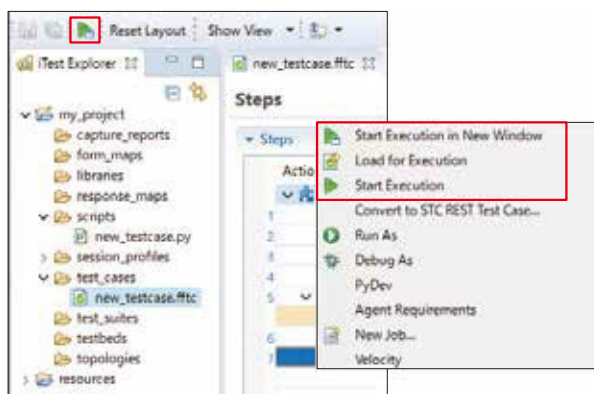 Reset Layout Show View
iTest Explorer new_testcase.fftc
Steps
my_project
capture_reports
form_maps
libraries
response_maps
scripts
new_testcase.py
session_profiles
test_cases
new_testcase.fftc
test_suites
testbeds
topologies
resources
Steps
Actio
1
2
3
4
5
6
7
Start Execution in New Window
Load for Execution
Start Execution
Convert to STC REST Test Case...
Run As
Debug As
PyDev
Agent Requirements
New Job...
Velocity